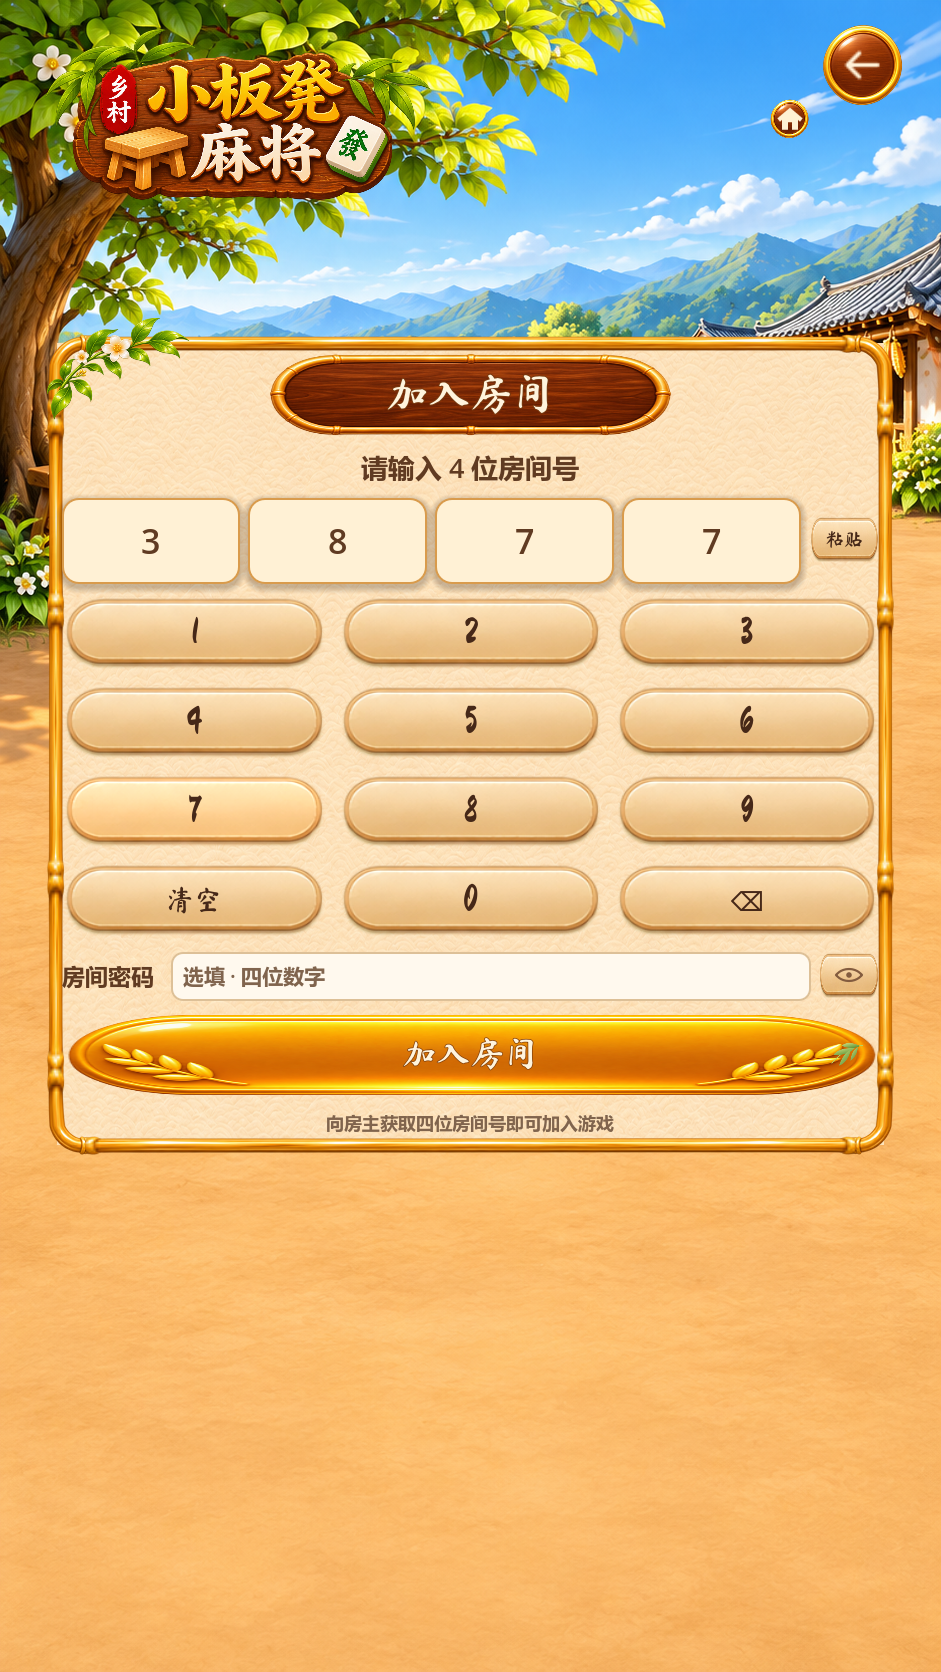 乡村
小板凳
麻将
發
加入房间
请输入 4 位房间号
3 8 7 7 粘贴
1 2 3
4 5 6
7 8 9
清空 0 ⌫
房间密码 选填 · 四位数字
加入房间
向房主获取四位房间号即可加入游戏